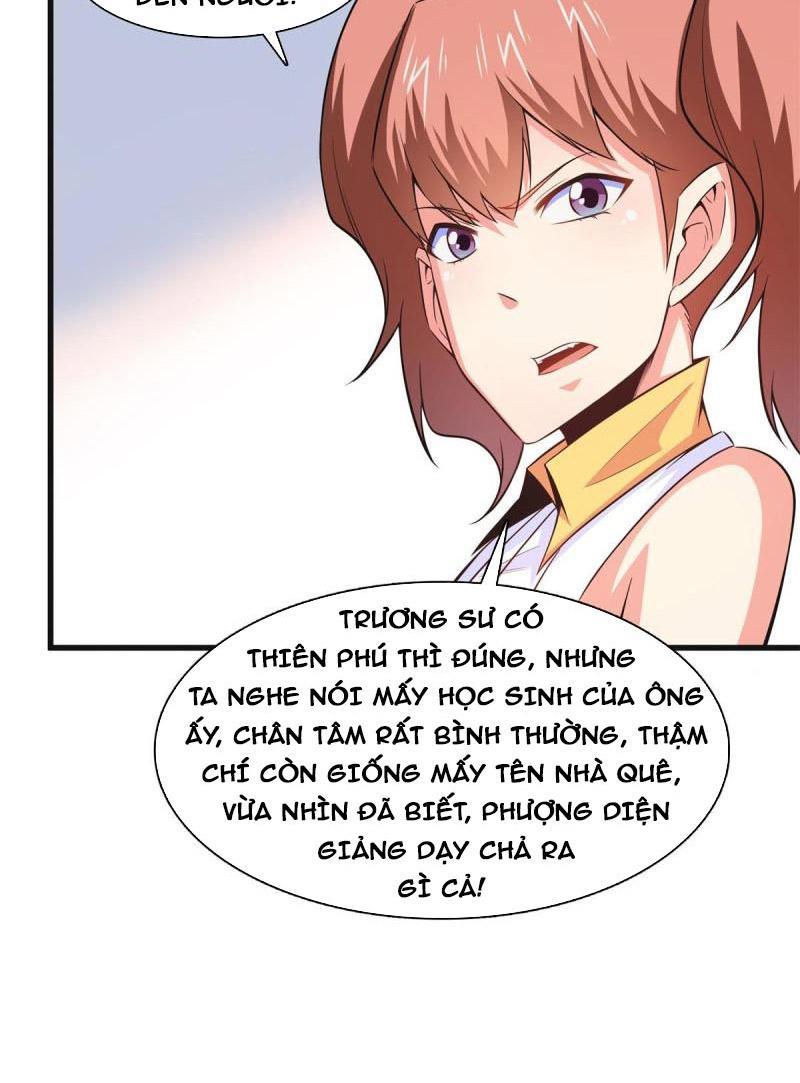 ĐẾN NGƯƠI!
TRƯƠNG SƯ CÓ
THIÊN PHÚ THÌ ĐÚNG, NHƯNG
TA NGHE NÓI MẤY HỌC SINH CỦA ÔNG
ẤY, CHÂN TÂM RẤT BÌNH THƯỜNG, THẬM
CHÍ CÒN GIỐNG MẤY TÊN NHÀ QUÊ,
VỪA NHÌN ĐÃ BIẾT, PHƯỢNG DIỆN
GIẢNG DẠY CHẢ RA
GÌ CẢ!